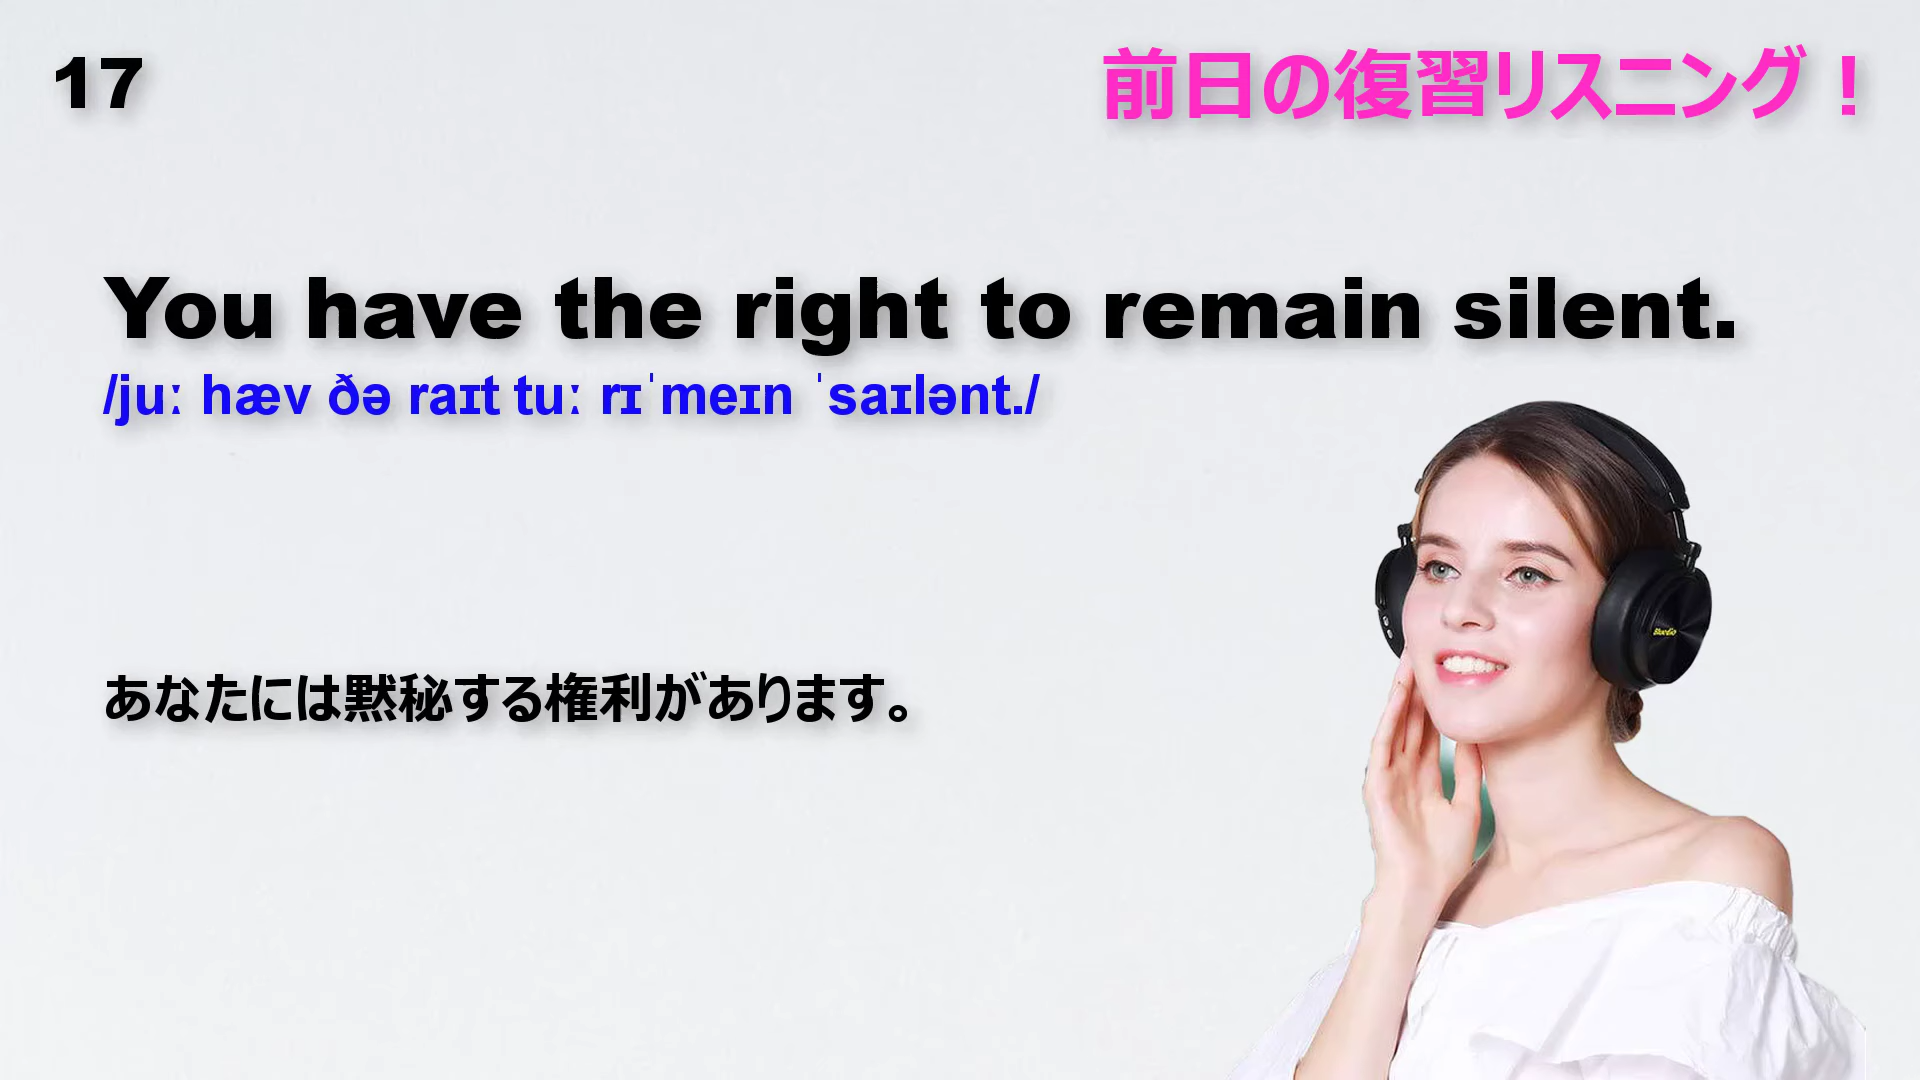 17
前日の復習リスニング！
You have the right to remain silent.
/juː hæv ðə raɪt tuː rɪˈmeɪn ˈsaɪlənt./
あなたには黙秘する権利があります。